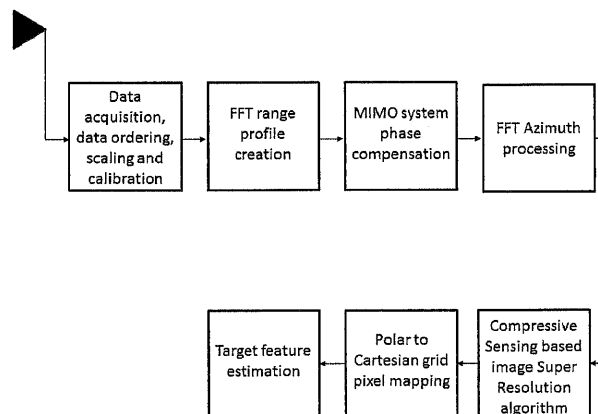 Data
acquisition,
data ordering,
scaling and
calibration
FFT range
profile
creation
MIMO system
phase
compensation
FFT Azimuth
processing
Compressive
Sensing based
image Super
Resolution
algorithm
Polar to
Cartesian grid
pixel mapping
Target feature
estimation